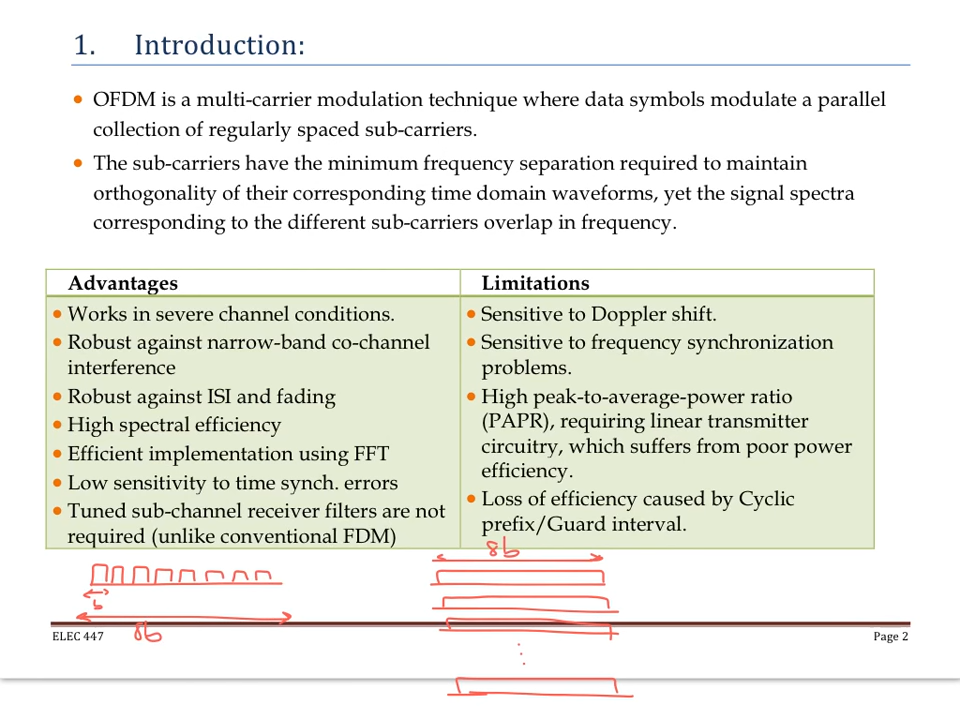 1. Introduction:
• OFDM is a multi-carrier modulation technique where data symbols modulate a parallel
collection of regularly spaced sub-carriers.
• The sub-carriers have the minimum frequency separation required to maintain
orthogonality of their corresponding time domain waveforms, yet the signal spectra
corresponding to the different sub-carriers overlap in frequency.
Advantages
• Works in severe channel conditions.
• Robust against narrow-band co-channel
interference
• Robust against ISI and fading
• High spectral efficiency
• Efficient implementation using FFT
• Low sensitivity to time synch. errors
• Tuned sub-channel receiver filters are not
required (unlike conventional FDM)
Limitations
• Sensitive to Doppler shift.
• Sensitive to frequency synchronization
problems.
• High peak-to-average-power ratio
(PAPR), requiring linear transmitter
circuitry, which suffers from poor power
efficiency.
• Loss of efficiency caused by Cyclic
prefix/Guard interval.
8b
b
8b
ELEC 447
Page 2